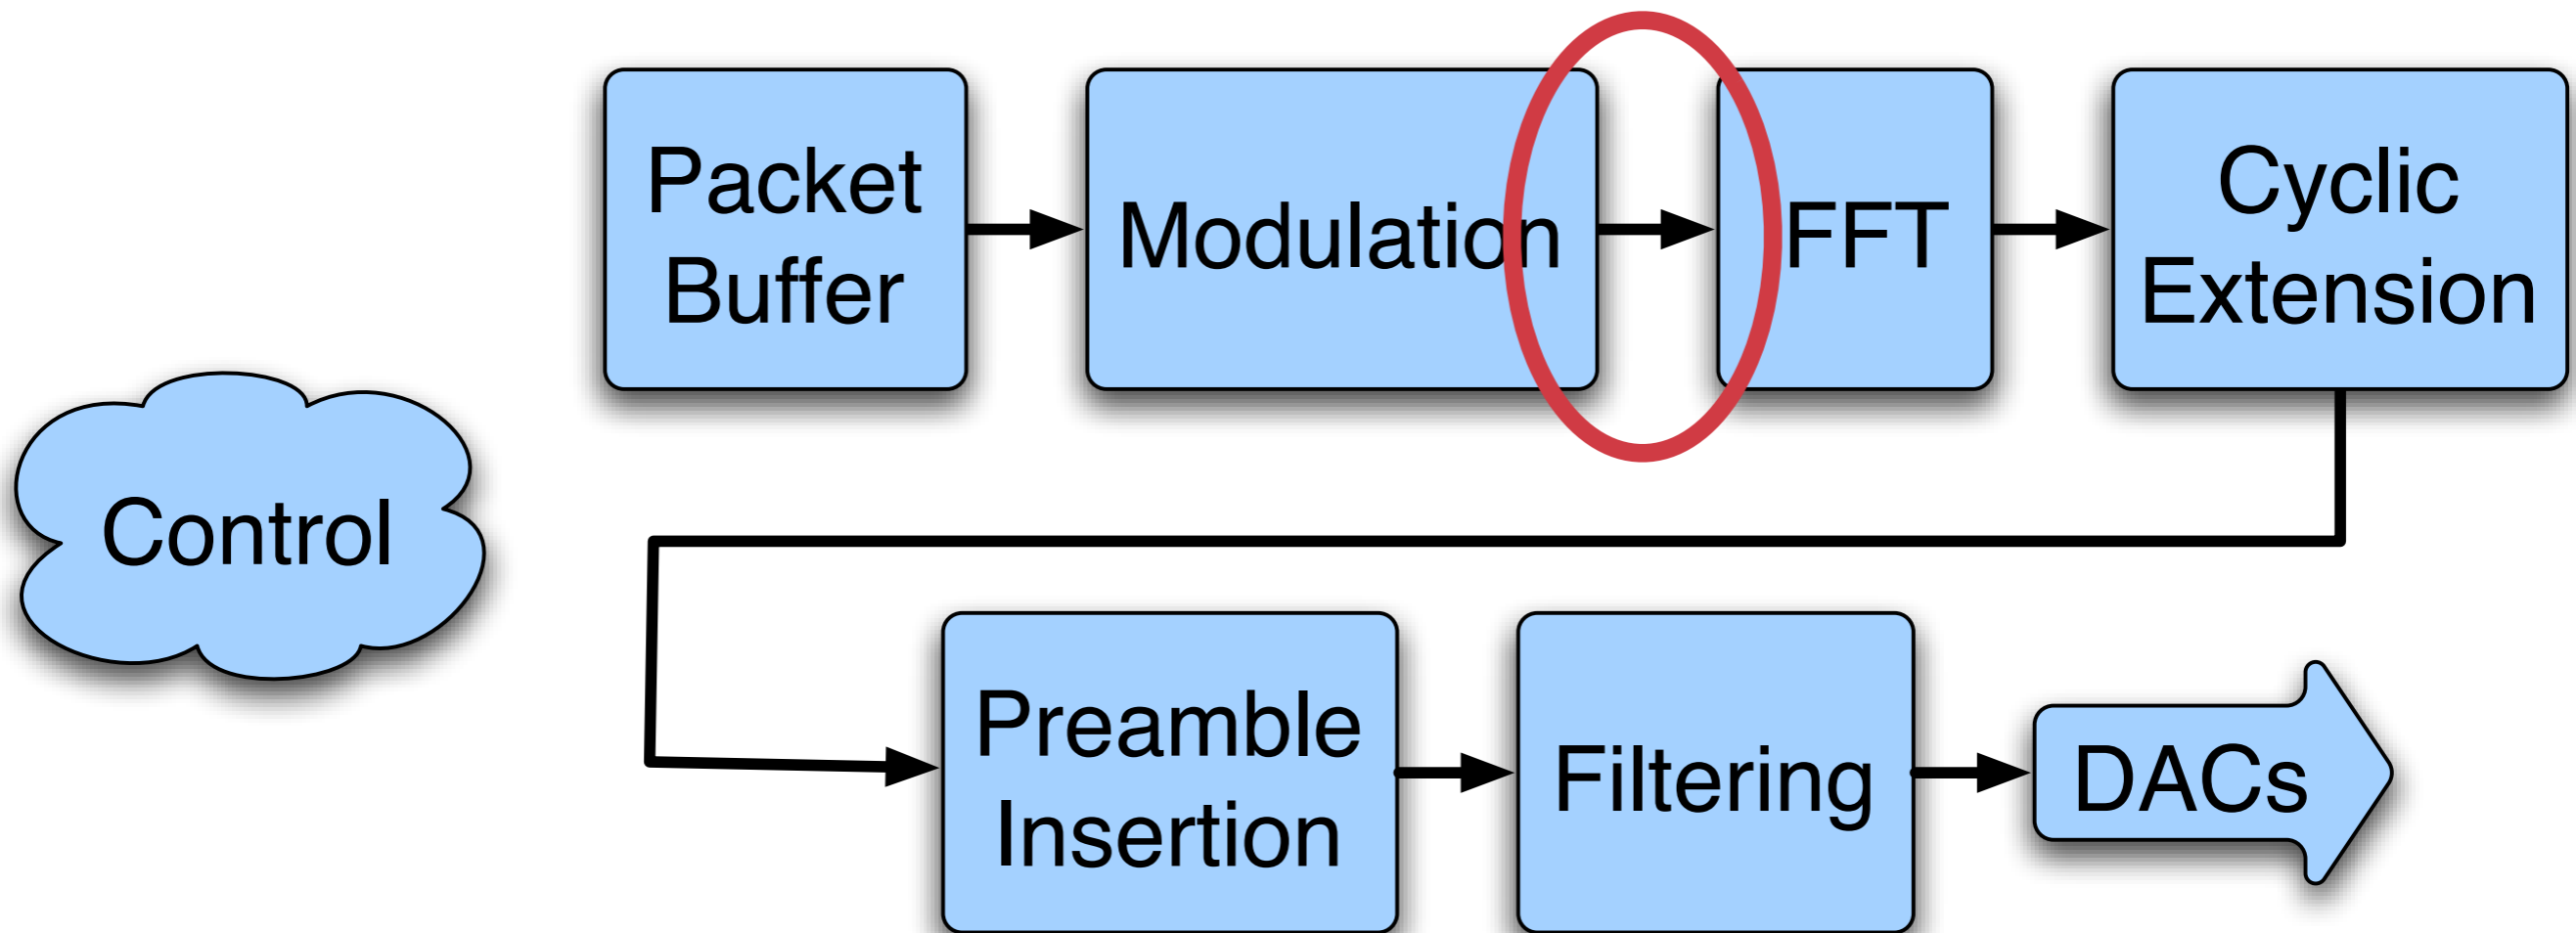 Packet
Buffer
Modulation
FFT
Cyclic
Extension
Control
Preamble
Insertion
Filtering
DACs